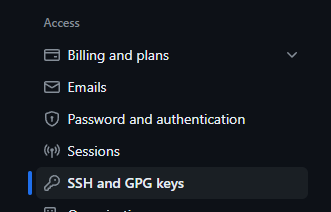 Access
Billing and plans
Emails
Password and authentication
Sessions
SSH and GPG keys